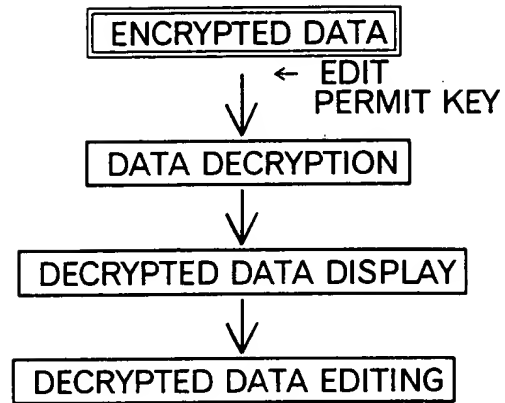 ENCRYPTED DATA
← EDIT
PERMIT KEY
DATA DECRYPTION
DECRYPTED DATA DISPLAY
DECRYPTED DATA EDITING